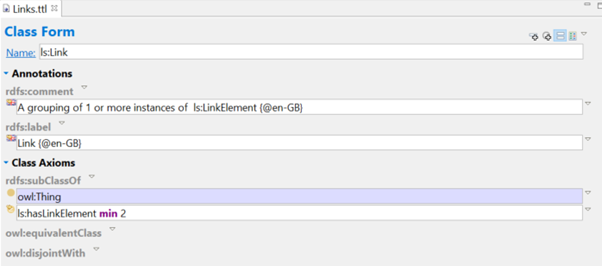 Links.ttl
Class Form
Name: ls:Link
Annotations
rdfs:comment
A grouping of 1 or more instances of  ls:LinkElement {@en-GB}
rdfs:label
Link {@en-GB}
Class Axioms
rdfs:subClassOf
owl:Thing
ls:hasLinkElement min 2
owl:equivalentClass
owl:disjointWith